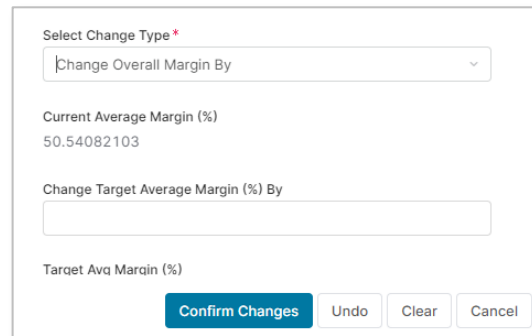 Select Change Type *
Change Overall Margin By
Current Average Margin (%)
50.54082103
Change Target Average Margin (%) By
Target Avg Margin (%)
Confirm Changes Undo Clear Cancel